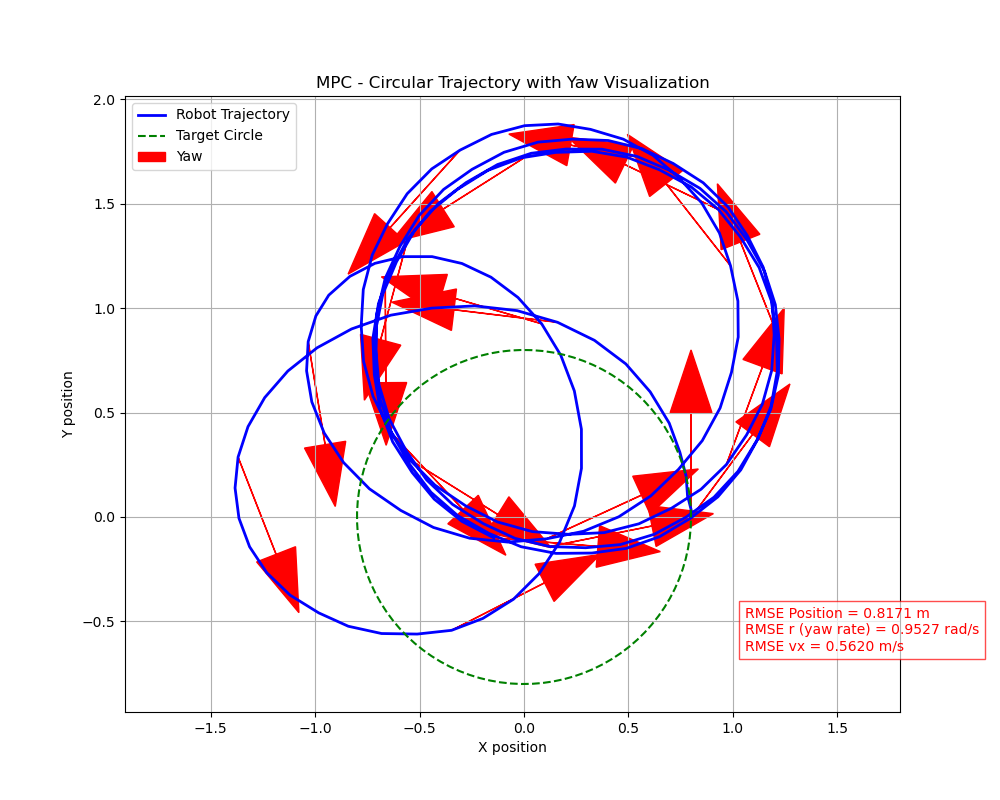 MPC - Circular Trajectory with Yaw Visualization
Robot Trajectory
Target Circle
Yaw
2.0
1.5
1.0
0.5
0.0
−0.5
Y position
RMSE Position = 0.8171 m
RMSE r (yaw rate) = 0.9527 rad/s
RMSE vx = 0.5620 m/s
−1.5
−1.0
−0.5
0.0
0.5
1.0
1.5
X position